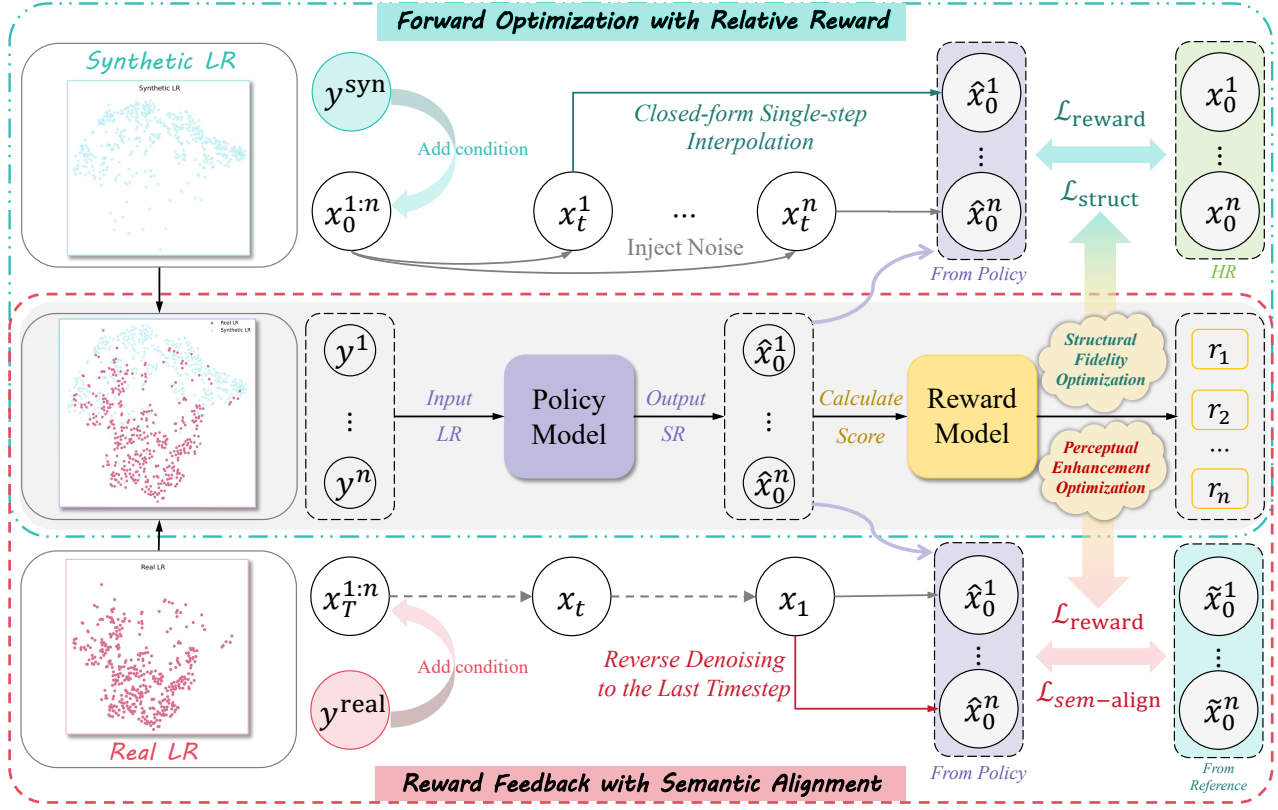 Forward Optimization with Relative Reward
Synthetic LR
Synthetic LR
y^syn
Add condition
x_0^{1:n}
Closed-form Single-step
Interpolation
x_t^1
...
x_t^n
Inject Noise
x̂_0^1
⋮
x̂_0^n
From Policy
ℒ_reward
ℒ_struct
x_0^1
⋮
x_0^n
HR
Real LR
Synthetic LR
y^1
⋮
y^n
Input
LR
Policy
Model
Output
SR
x̂_0^1
⋮
x̂_0^n
Calculate
Score
Reward
Model
Structural
Fidelity
Optimization
Perceptual
Enhancement
Optimization
r_1
r_2
...
r_n
Real LR
Real LR
x_T^{1:n}
x_t
x_1
Add condition
y^real
Reverse Denoising
to the Last Timestep
x̂_0^1
⋮
x̂_0^n
From Policy
ℒ_reward
ℒ_{sem-align}
x̃_0^1
⋮
x̃_0^n
From
Reference
Reward Feedback with Semantic Alignment